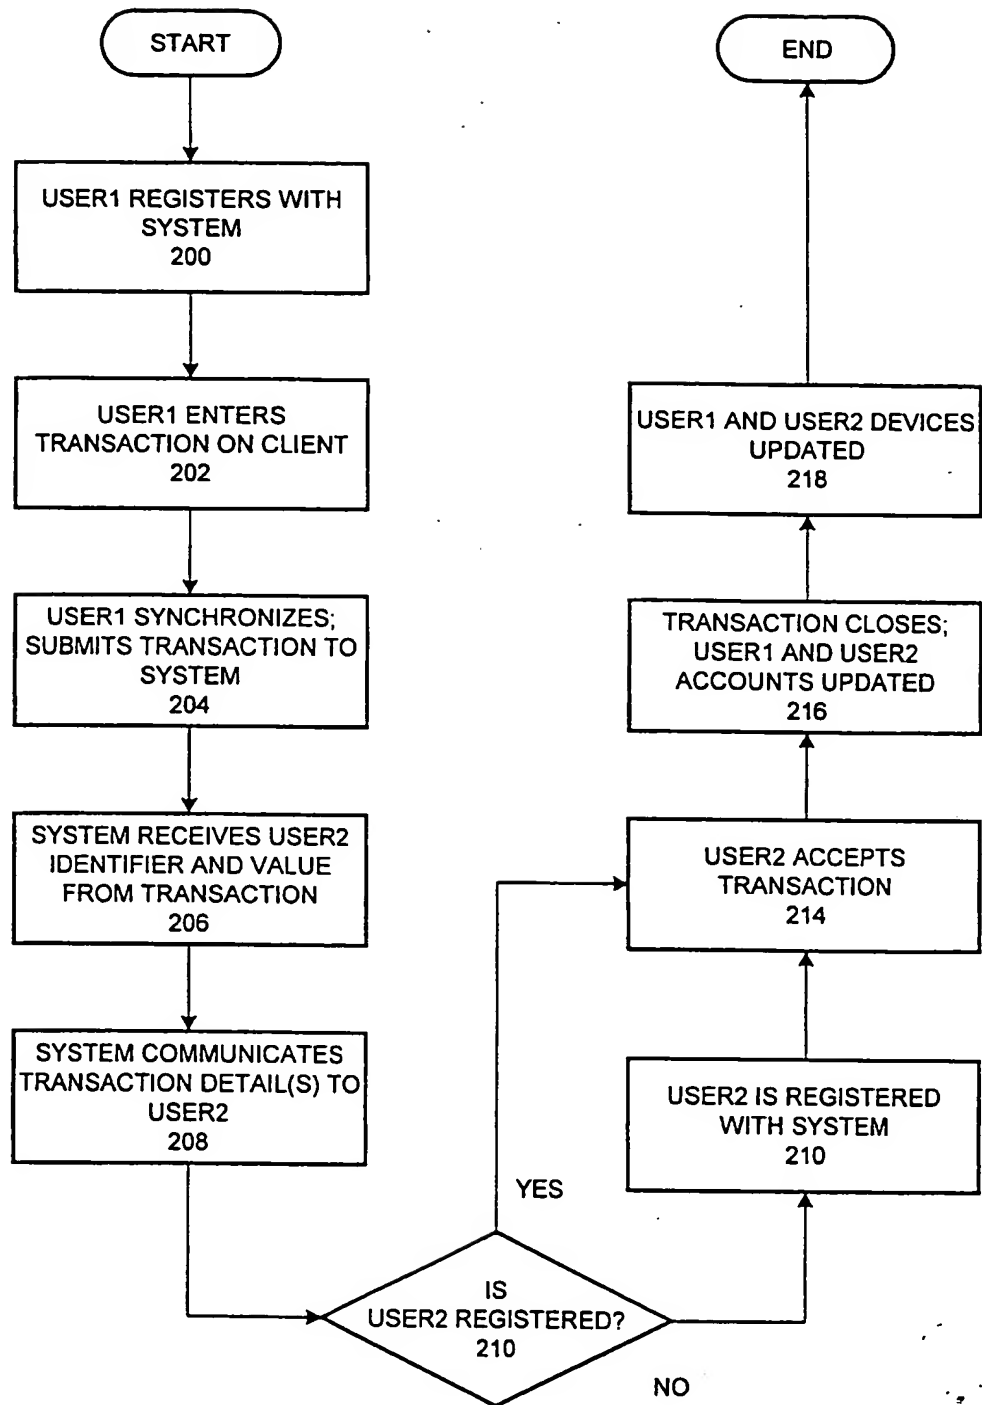 START
USER1 REGISTERS WITH
SYSTEM
200
USER1 ENTERS
TRANSACTION ON CLIENT
202
USER1 SYNCHRONIZES;
SUBMITS TRANSACTION TO
SYSTEM
204
SYSTEM RECEIVES USER2
IDENTIFIER AND VALUE
FROM TRANSACTION
206
SYSTEM COMMUNICATES
TRANSACTION DETAIL(S) TO
USER2
208
IS
USER2 REGISTERED?
210
YES
NO
USER2 IS REGISTERED
WITH SYSTEM
210
USER2 ACCEPTS
TRANSACTION
214
TRANSACTION CLOSES;
USER1 AND USER2
ACCOUNTS UPDATED
216
USER1 AND USER2 DEVICES
UPDATED
218
END